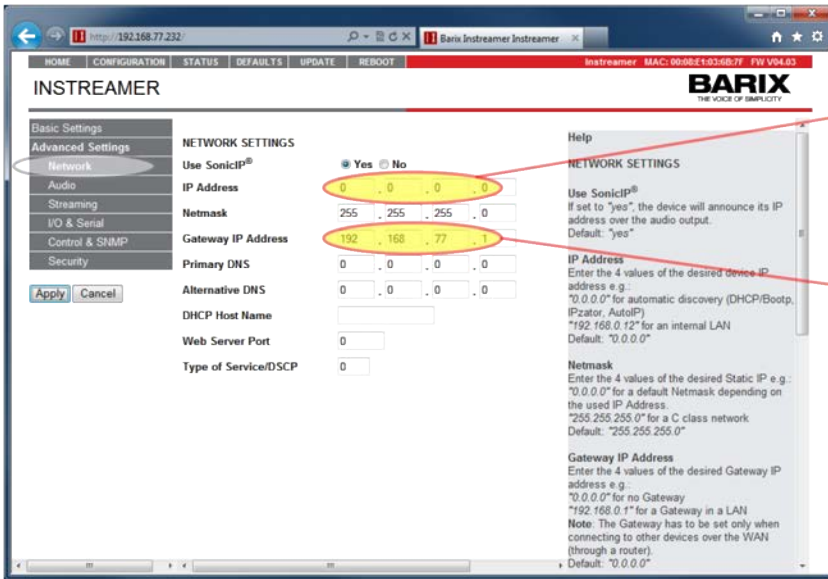 http://192.168.77.232/
Barix Instreamer Instreamer
HOME CONFIGURATION STATUS DEFAULTS UPDATE REBOOT
Instreamer MAC: 00:08:E1:03:6B:7F FW V04.03
INSTREAMER
BARIX
THE VOICE OF SIMPLICITY
Basic Settings
Advanced Settings
Network
Audio
Streaming
I/O & Serial
Control & SNMP
Security
Apply Cancel
NETWORK SETTINGS
Use SonicIP® Yes No
IP Address 0 . 0 . 0 . 0
Netmask 255 . 255 . 255 . 0
Gateway IP Address 192 . 168 . 77 . 1
Primary DNS 0 . 0 . 0 . 0
Alternative DNS 0 . 0 . 0 . 0
DHCP Host Name
Web Server Port 0
Type of Service/DSCP 0
Help
NETWORK SETTINGS
Use SonicIP®
If set to "yes", the device will announce its IP
address over the audio output.
Default: "yes"
IP Address
Enter the 4 values of the desired device IP
address e.g.:
"0.0.0.0" for automatic discovery (DHCP/Bootp,
IPzator, AutoIP)
"192.168.0.12" for an internal LAN
Default: "0.0.0.0"
Netmask
Enter the 4 values of the desired Static IP e.g.:
"0.0.0.0" for a default Netmask depending on
the used IP Address.
"255.255.255.0" for a C class network
Default: "255.255.255.0"
Gateway IP Address
Enter the 4 values of the desired Gateway IP
address e.g.:
"0.0.0.0" for no Gateway
"192.168.0.1" for a Gateway in a LAN
Note: The Gateway has to be set only when
connecting to other devices over the WAN
(through a router).
Default: "0.0.0.0"